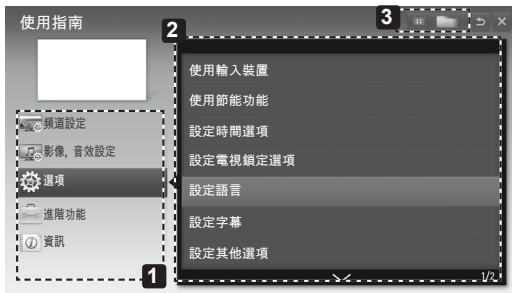 使用指南
3
2
使用輸入裝置
使用節能功能
設定時間選項
設定電視鎖定選項
設定語言
設定字幕
設定其他選項
1/2
頻道設定
影像, 音效設定
選項
進階功能
資訊
1